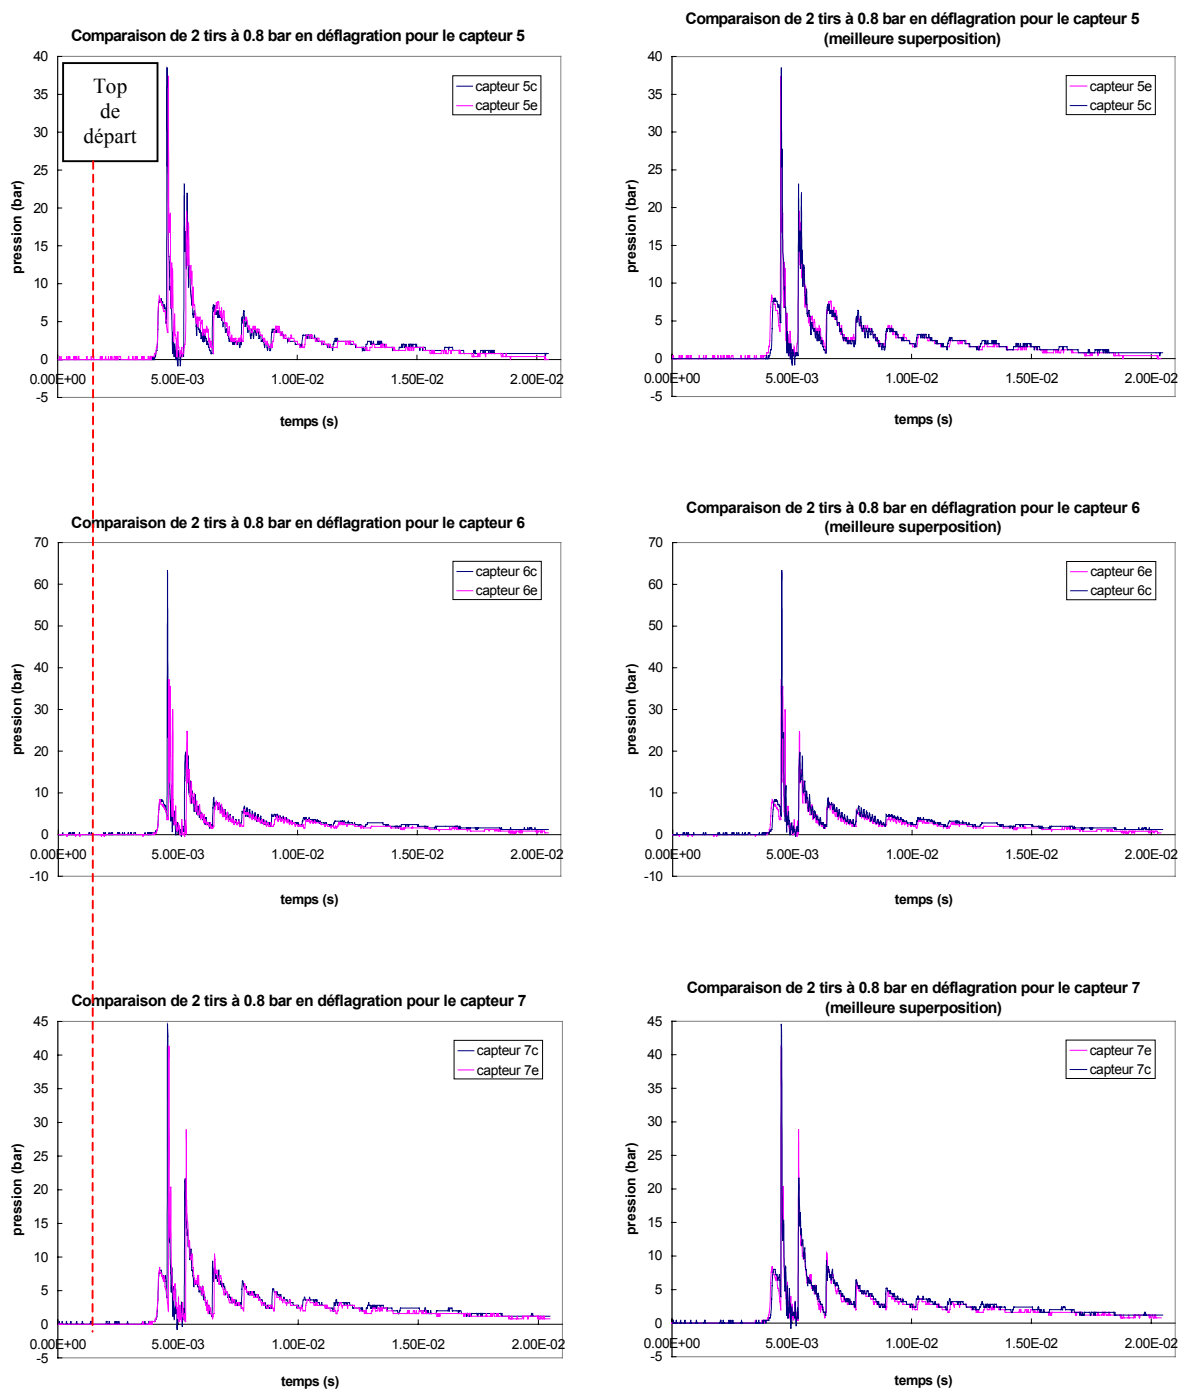 Comparaison de 2 tirs à 0.8 bar en déflagration pour le capteur 5
40
35
30
25
20
15
10
5
0
-5
pression (bar)
Top
de
départ
capteur 5c
capteur 5e
0.00E+00 5.00E-03 1.00E-02 1.50E-02 2.00E-02
temps (s)
Comparaison de 2 tirs à 0.8 bar en déflagration pour le capteur 5
(meilleure superposition)
40
35
30
25
20
15
10
5
0
-5
pression (bar)
capteur 5e
capteur 5c
0.00E+00 5.00E-03 1.00E-02 1.50E-02 2.00E-02
temps (s)
Comparaison de 2 tirs à 0.8 bar en déflagration pour le capteur 6
70
60
50
40
30
20
10
0
-10
pression (bar)
capteur 6c
capteur 6e
0.00E+00 5.00E-03 1.00E-02 1.50E-02 2.00E-02
temps (s)
Comparaison de 2 tirs à 0.8 bar en déflagration pour le capteur 6
(meilleure superposition)
70
60
50
40
30
20
10
0
-10
pression (bar)
capteur 6e
capteur 6c
0.00E+00 5.00E-03 1.00E-02 1.50E-02 2.00E-02
temps (s)
Comparaison de 2 tirs à 0.8 bar en déflagration pour le capteur 7
45
40
35
30
25
20
15
10
5
0
-5
pression (bar)
capteur 7c
capteur 7e
0.00E+00 5.00E-03 1.00E-02 1.50E-02 2.00E-02
temps (s)
Comparaison de 2 tirs à 0.8 bar en déflagration pour le capteur 7
(meilleure superposition)
45
40
35
30
25
20
15
10
5
0
-5
pression (bar)
capteur 7e
capteur 7c
0.00E+00 5.00E-03 1.00E-02 1.50E-02 2.00E-02
temps (s)